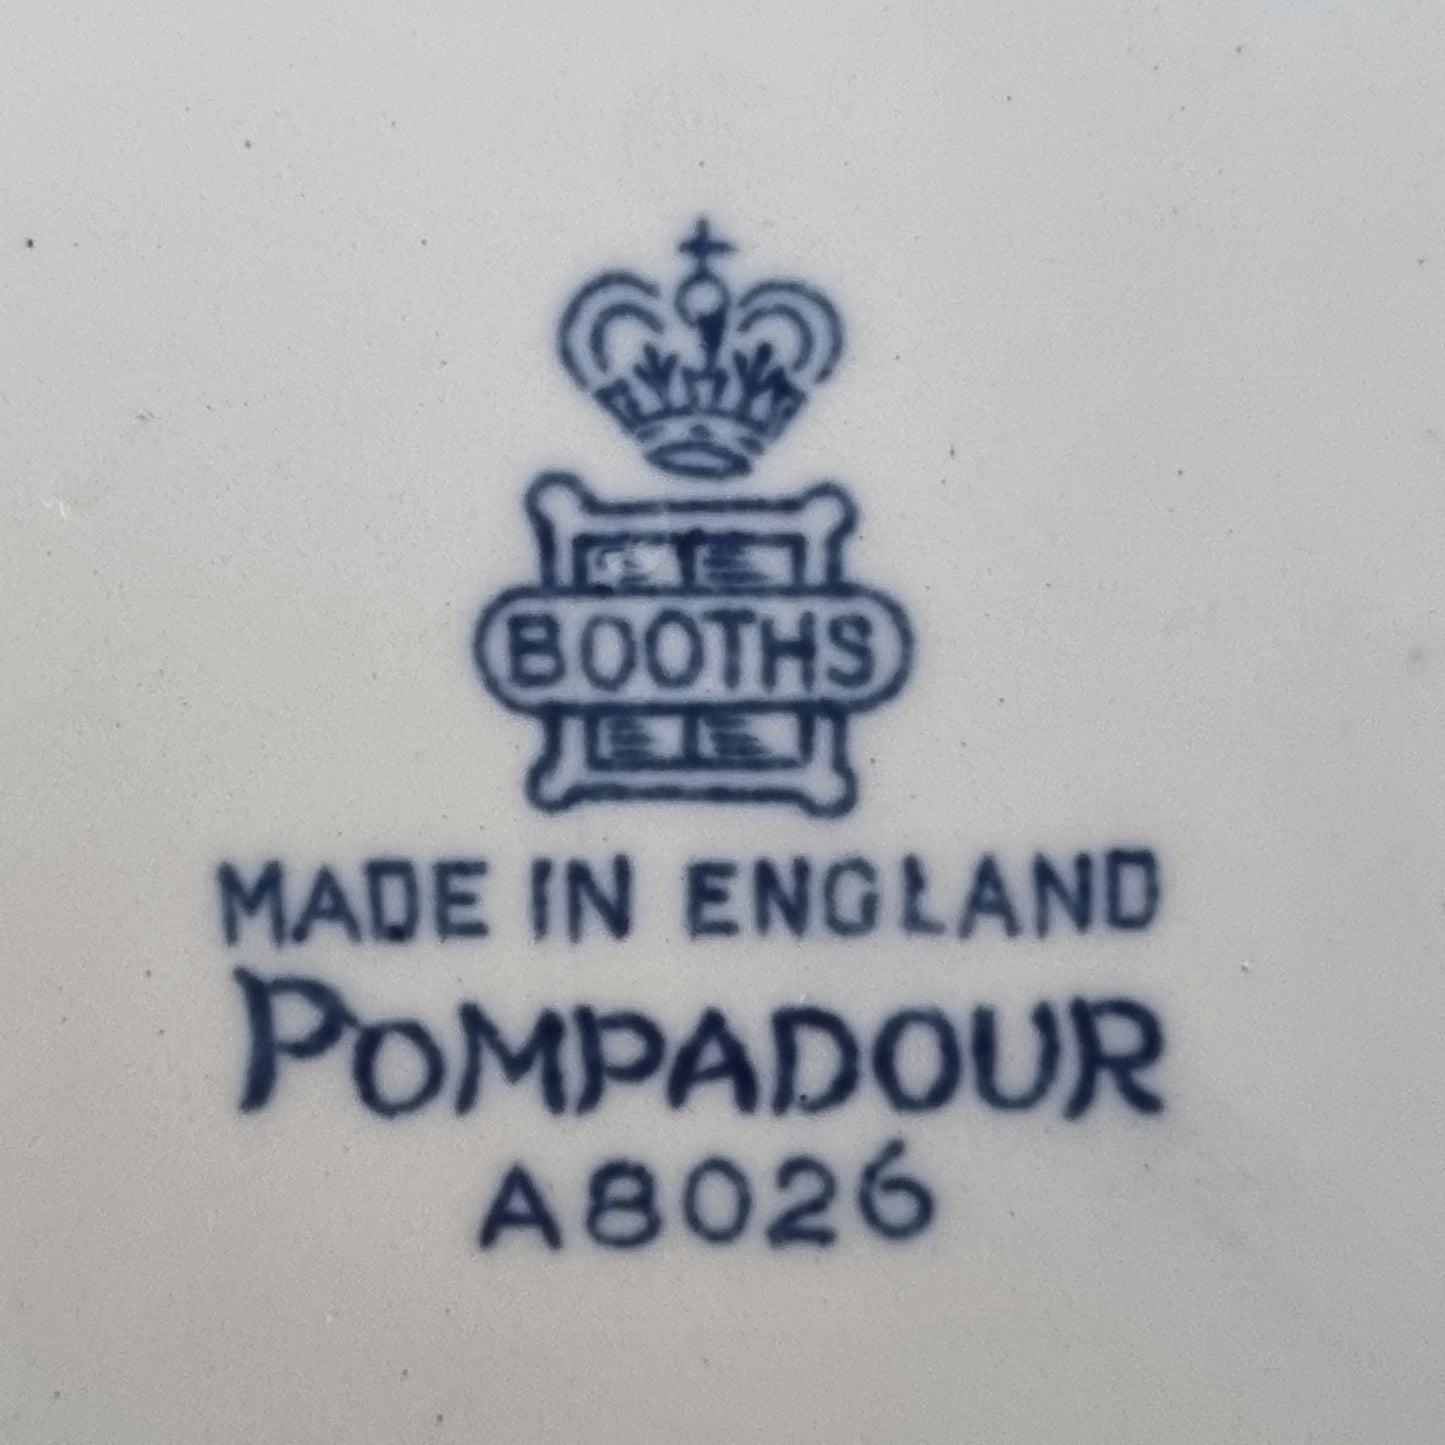 BOOTHS
MADE IN ENGLAND
POMPADOUR
A8026